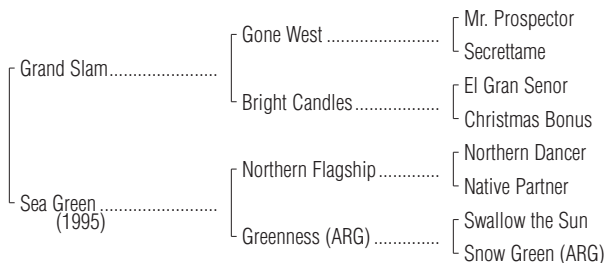 Mr. Prospector
Gone West ........................
Secrettame
Grand Slam.......................
El Gran Senor
Bright Candles ..................
Christmas Bonus
Northern Dancer
Northern Flagship.............
Native Partner
Sea Green .........................
(1995)
Swallow the Sun
Greenness (ARG) ..............
Snow Green (ARG)